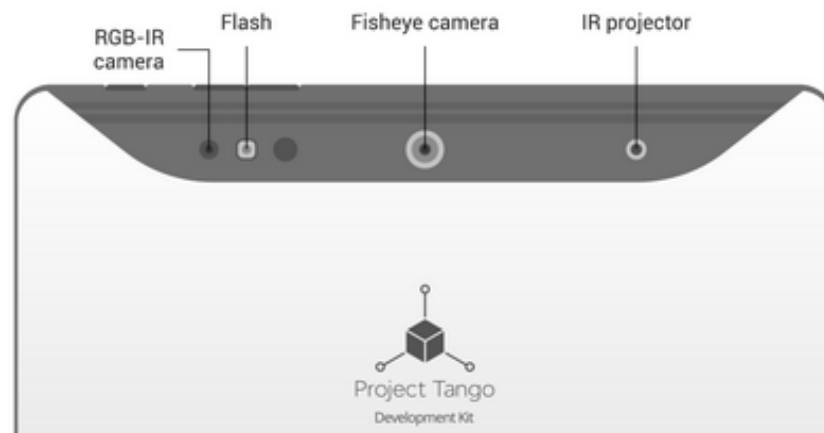 RGB-IR
camera
Flash
Fisheye camera
IR projector
Project Tango
Development Kit